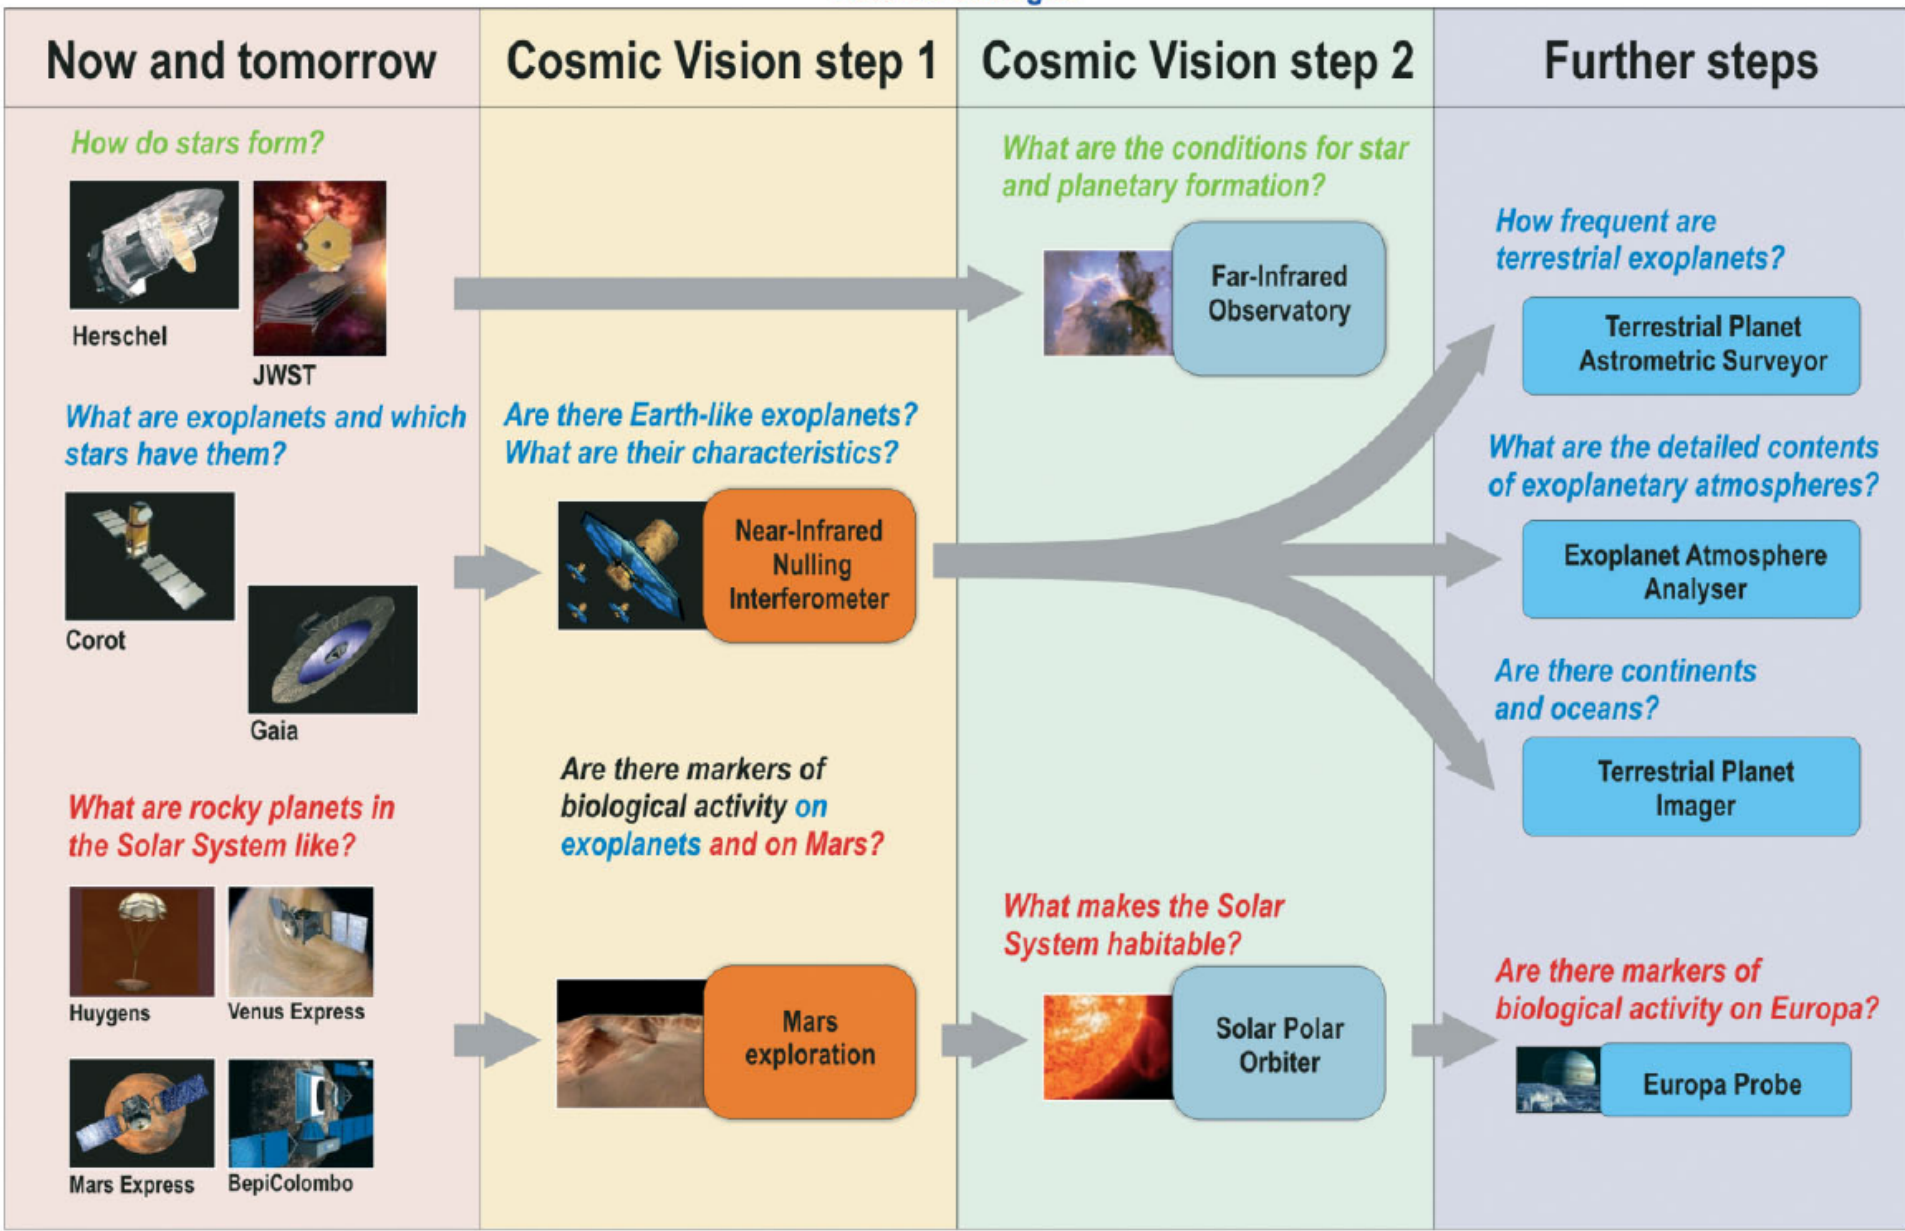 Now and tomorrow
How do stars form?
Herschel
JWST
What are exoplanets and which
stars have them?
Corot
Gaia
What are rocky planets in
the Solar System like?
Huygens
Venus Express
Mars Express
BepiColombo
Cosmic Vision step 1
Are there Earth-like exoplanets?
What are their characteristics?
Near-Infrared
Nulling
Interferometer
Are there markers of
biological activity on
exoplanets and on Mars?
Mars
exploration
Cosmic Vision step 2
What are the conditions for star
and planetary formation?
Far-Infrared
Observatory
What makes the Solar
System habitable?
Solar Polar
Orbiter
Further steps
How frequent are
terrestrial exoplanets?
Terrestrial Planet
Astrometric Surveyor
What are the detailed contents
of exoplanetary atmospheres?
Exoplanet Atmosphere
Analyser
Are there continents
and oceans?
Terrestrial Planet
Imager
Are there markers of
biological activity on Europa?
Europa Probe